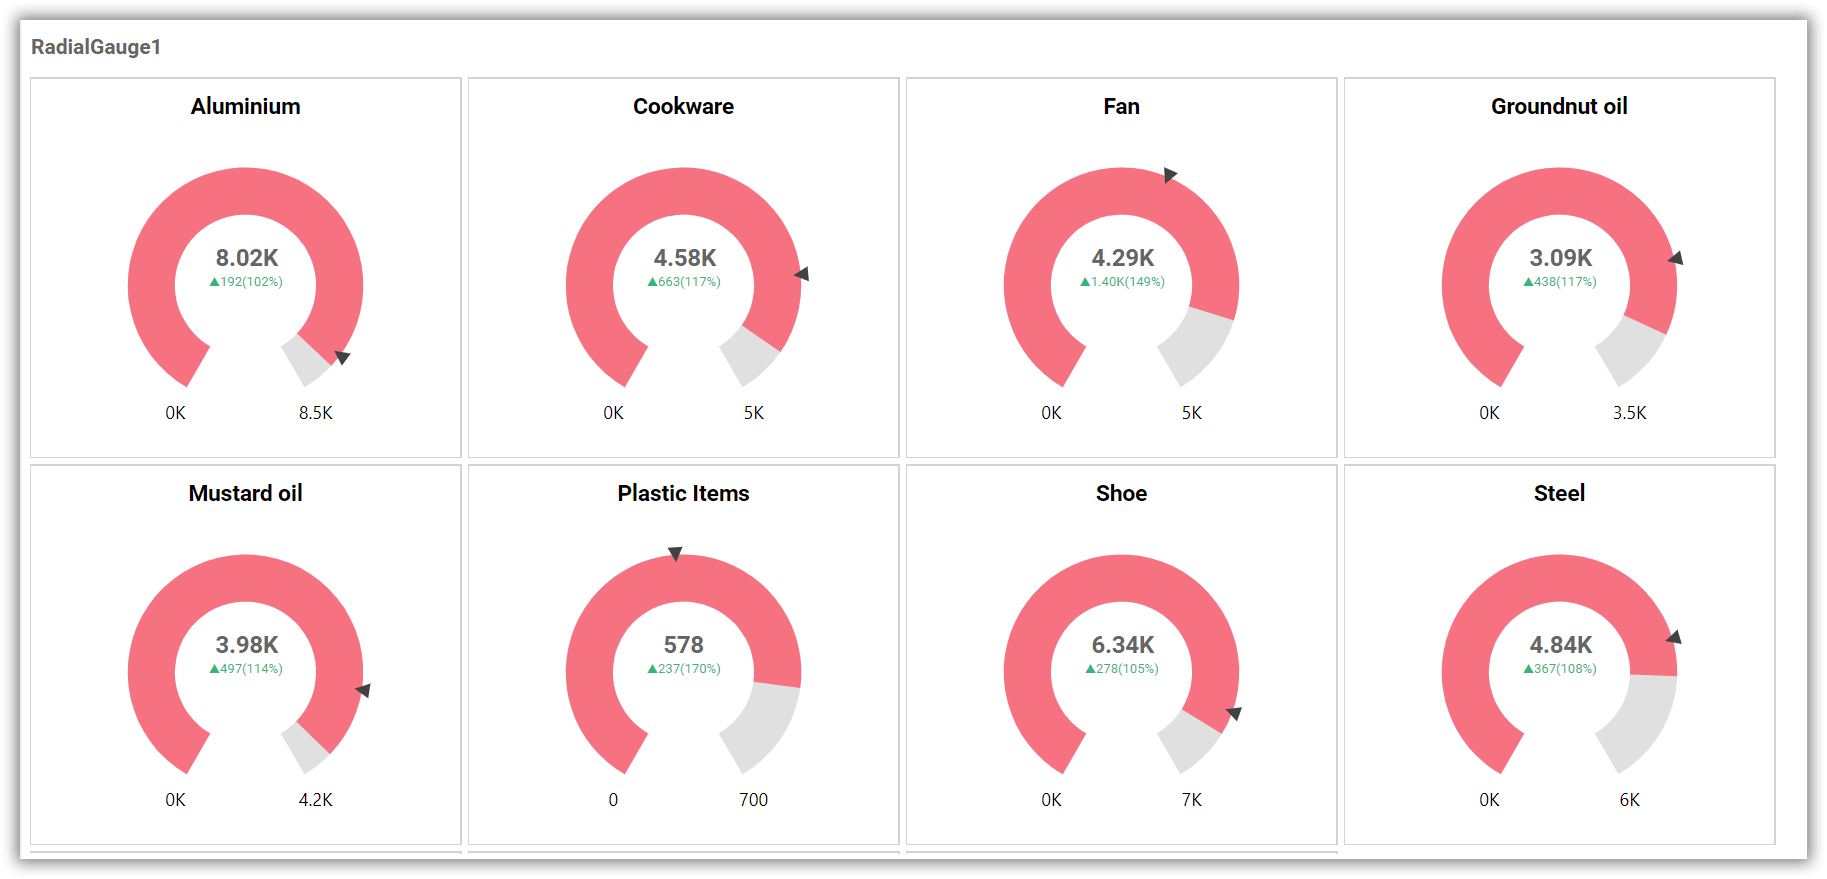 RadialGauge1
Aluminium
8.02K
▲192(102%)
0K 8.5K
Cookware
4.58K
▲663(117%)
0K 5K
Fan
4.29K
▲1.40K(149%)
0K 5K
Groundnut oil
3.09K
▲438(117%)
0K 3.5K
Mustard oil
3.98K
▲497(114%)
0K 4.2K
Plastic Items
578
▲237(170%)
0 700
Shoe
6.34K
▲278(105%)
0K 7K
Steel
4.84K
▲367(108%)
0K 6K